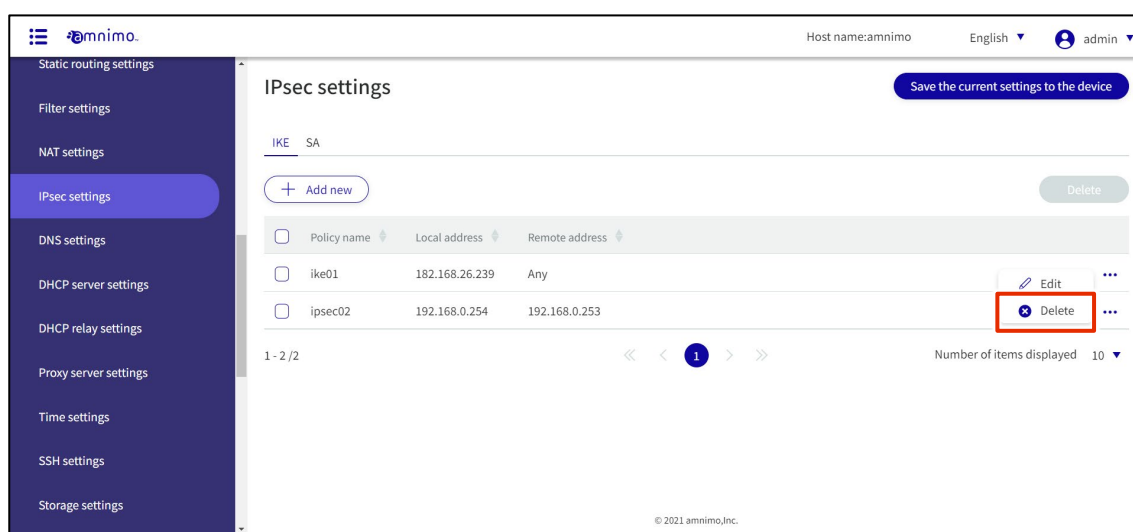 amnimo
Host name:amnimo
English
admin
Static routing settings
Filter settings
NAT settings
IPsec settings
DNS settings
DHCP server settings
DHCP relay settings
Proxy server settings
Time settings
SSH settings
Storage settings
IPsec settings
Save the current settings to the device
IKE SA
+ Add new
Delete
Policy name Local address Remote address
ike01 182.168.26.239 Any
Edit
ipsec02 192.168.0.254 192.168.0.253
Delete
1 - 2 /2
1
Number of items displayed 10
© 2021 amnimo,Inc.